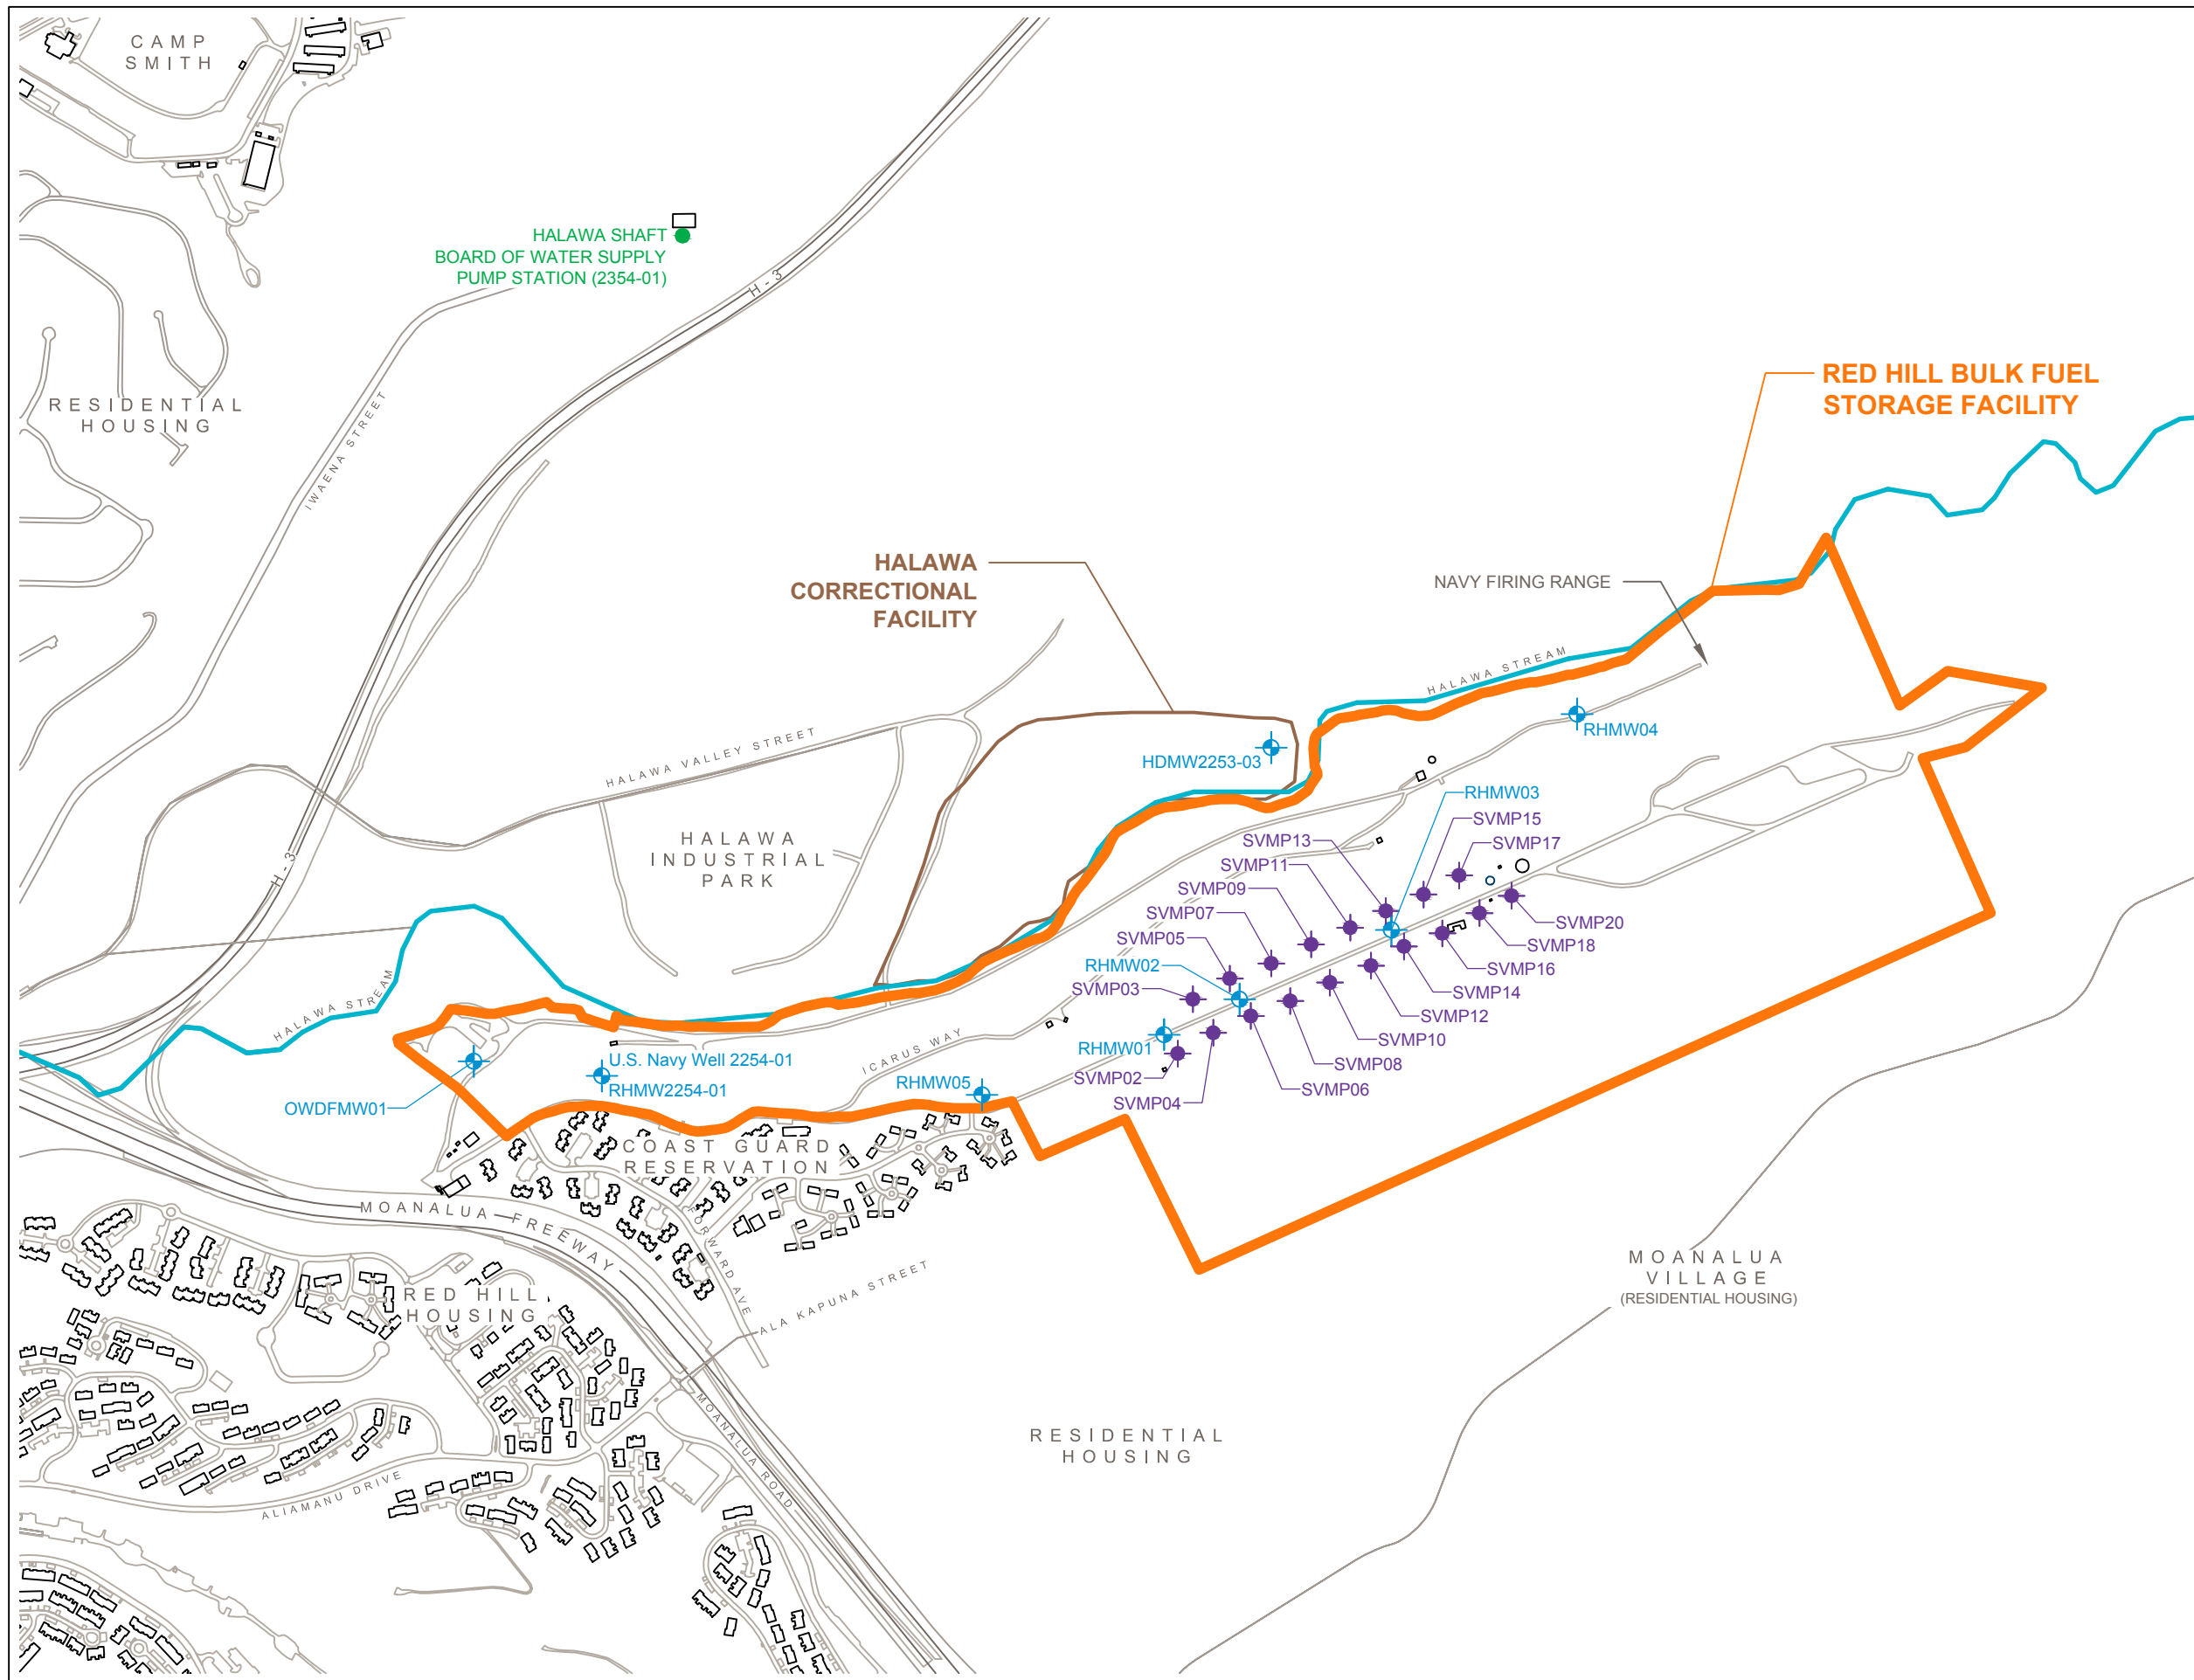 CAMP
SMITH
HALAWA SHAFT
BOARD OF WATER SUPPLY
PUMP STATION (2354-01)
H - 3
RED HILL BULK FUEL
STORAGE FACILITY
RESIDENTIAL
HOUSING
IWAENA STREET
HALAWA
CORRECTIONAL
FACILITY
NAVY FIRING RANGE
HALAWA STREAM
RHMW04
HALAWA VALLEY STREET
HDMW2253-03
RHMW03
SVMP15
SVMP13
SVMP17
HALAWA
INDUSTRIAL
PARK
SVMP11
H - 3
SVMP09
SVMP07
SVMP20
SVMP05
SVMP18
RHMW02
SVMP16
SVMP03
SVMP14
HALAWA STREAM
SVMP12
ICARUS WAY
RHMW01
SVMP10
U.S. Navy Well 2254-01
SVMP08
SVMP02
RHMW05
RHMW2254-01
SVMP06
SVMP04
OWDFMW01
COAST GUARD
RESERVATION
MOANALUA FREEWAY
FORWARD AVE
MOANALUA
VILLAGE
(RESIDENTIAL HOUSING)
RED HILL
HOUSING
ALA KAPUNA STREET
RESIDENTIAL
HOUSING
MOANALUA ROAD
ALIAMANU DRIVE